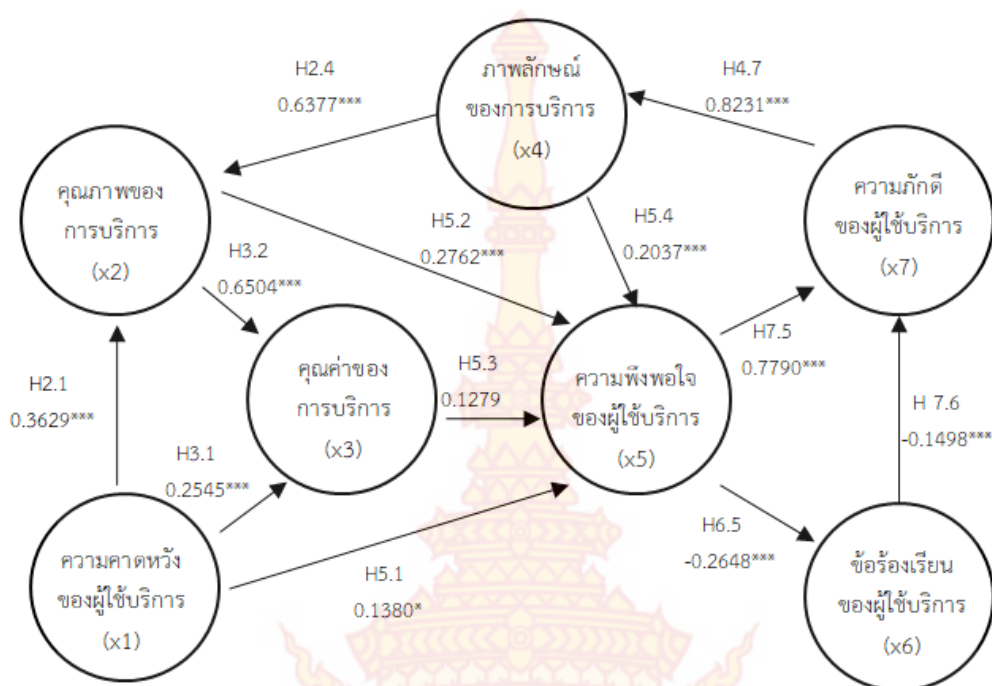 ภาพลักษณ์
ของการบริการ
(x4)
H2.4
0.6377***
H4.7
0.8231***
คุณภาพของ
การบริการ
(x2)
ความภักดี
ของผู้ใช้บริการ
(x7)
H5.2
0.2762***
H5.4
0.2037***
H3.2
0.6504***
คุณค่าของ
การบริการ
(x3)
H5.3
0.1279
ความพึงพอใจ
ของผู้ใช้บริการ
(x5)
H7.5
0.7790***
H2.1
0.3629***
H 7.6
-0.1498***
H3.1
0.2545***
ความคาดหวัง
ของผู้ใช้บริการ
(x1)
H5.1
0.1380*
H6.5
-0.2648***
ข้อร้องเรียน
ของผู้ใช้บริการ
(x6)